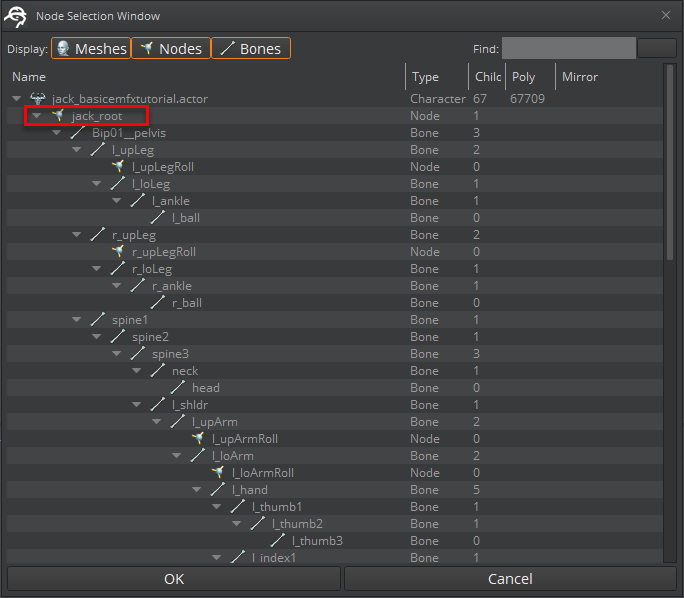 Node Selection Window
Display: Meshes Nodes Bones Find:
Name Type Chilc Poly Mirror
jack_basicemfxtutorial.actor Character 67 67709
jack_root Node 1
Bip01__pelvis Bone 3
l_upLeg Bone 2
l_upLegRoll Node 0
l_loLeg Bone 1
l_ankle Bone 1
l_ball Bone 0
r_upLeg Bone 2
r_upLegRoll Node 0
r_loLeg Bone 1
r_ankle Bone 1
r_ball Bone 0
spine1 Bone 1
spine2 Bone 1
spine3 Bone 3
neck Bone 1
head Bone 0
l_shldr Bone 1
l_upArm Bone 2
l_upArmRoll Node 0
l_loArm Bone 2
l_loArmRoll Node 0
l_hand Bone 5
l_thumb1 Bone 1
l_thumb2 Bone 1
l_thumb3 Bone 0
l_index1 Bone 1
OK Cancel